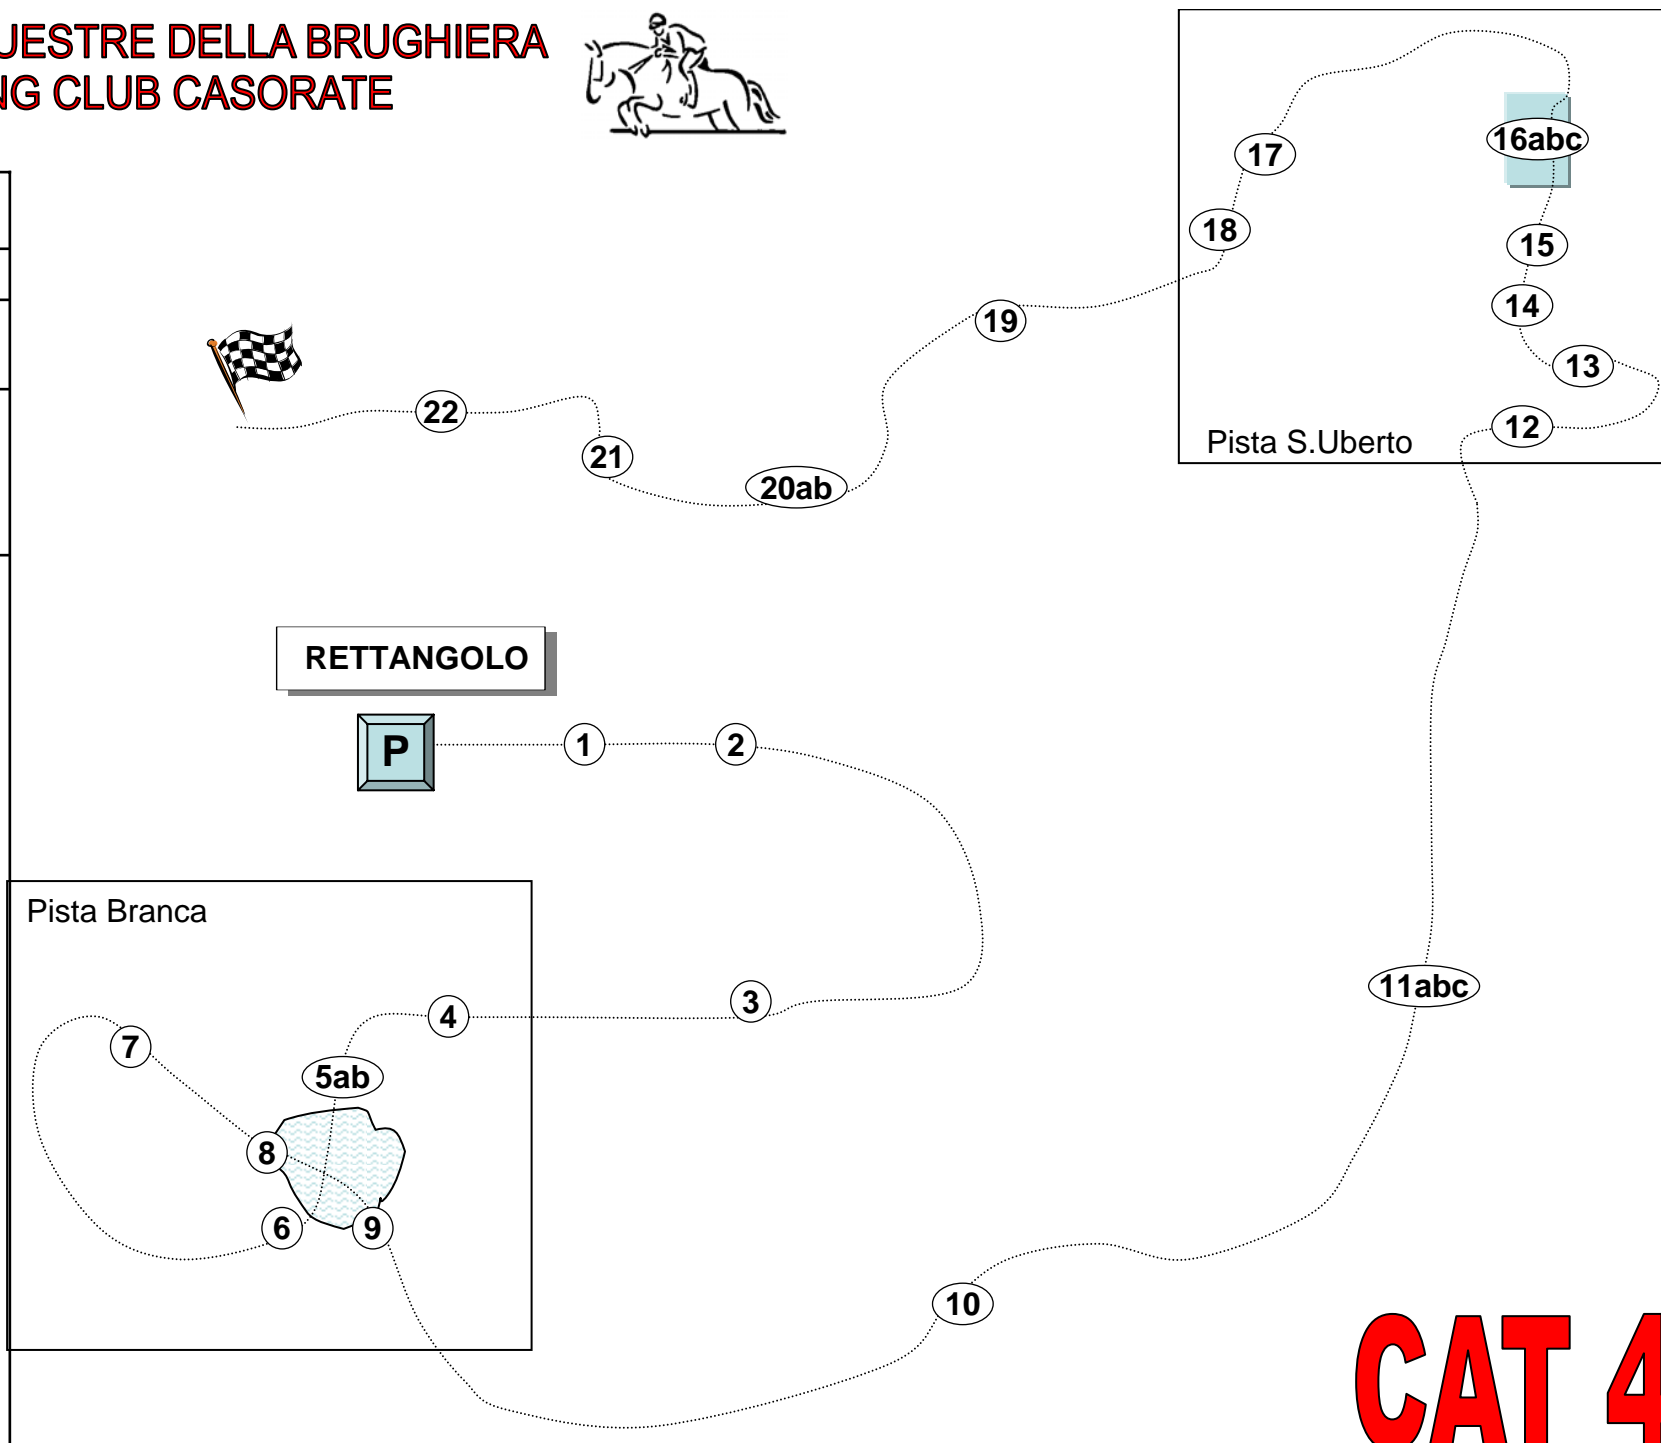 UESTRE DELLA BRUGHIERA
NG CLUB CASORATE
17
16abc
18
15
14
19
13
22
12
21
Pista S.Uberto
20ab
RETTANGOLO
P
1
2
Pista Branca
3
4
11abc
7
5ab
8
6
9
10
CAT 4